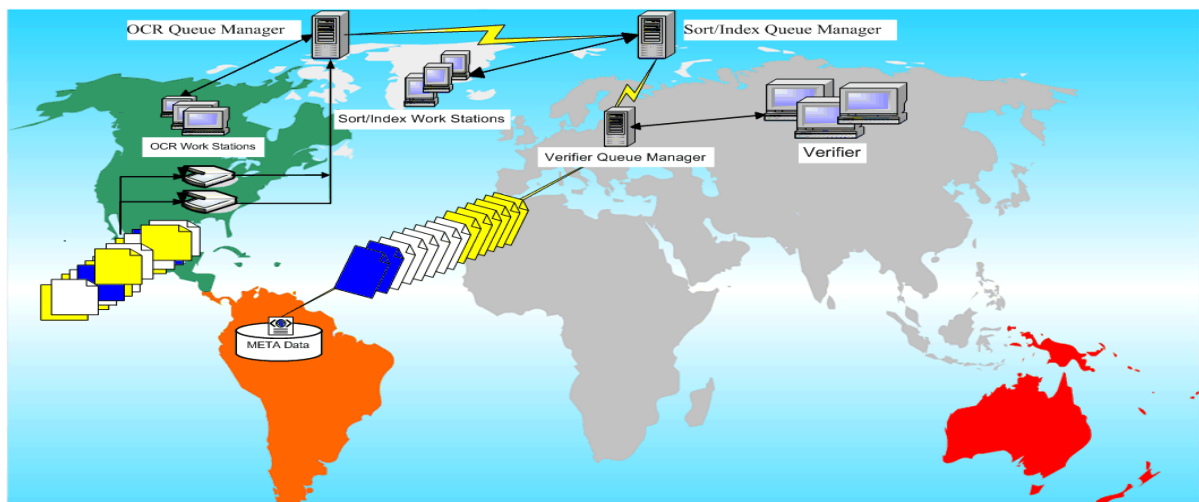 OCR Queue Manager
Sort/Index Queue Manager
Sort/Index Work Stations
OCR Work Stations
Verifier Queue Manager
Verifier
META Data